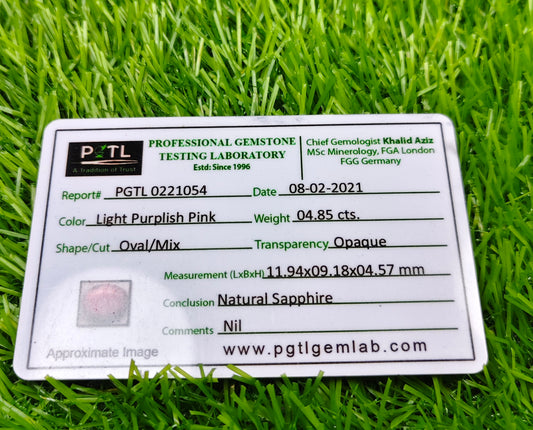 PGTL
A Tradition of Trust
PROFESSIONAL GEMSTONE
TESTING LABORATORY
Estd: Since 1996
Chief Gemologist Khalid Aziz
MSc Minerology, FGA London
FGG Germany
Report# PGTL 0221054 Date 08-02-2021
Color Light Purplish Pink Weight 04.85 cts.
Shape/Cut Oval/Mix Transparency Opaque
Measurement (LxBxH) 11.94x09.18x04.57 mm
Conclusion Natural Sapphire
Comments Nil
Approximate Image
www.pgtlgemlab.com